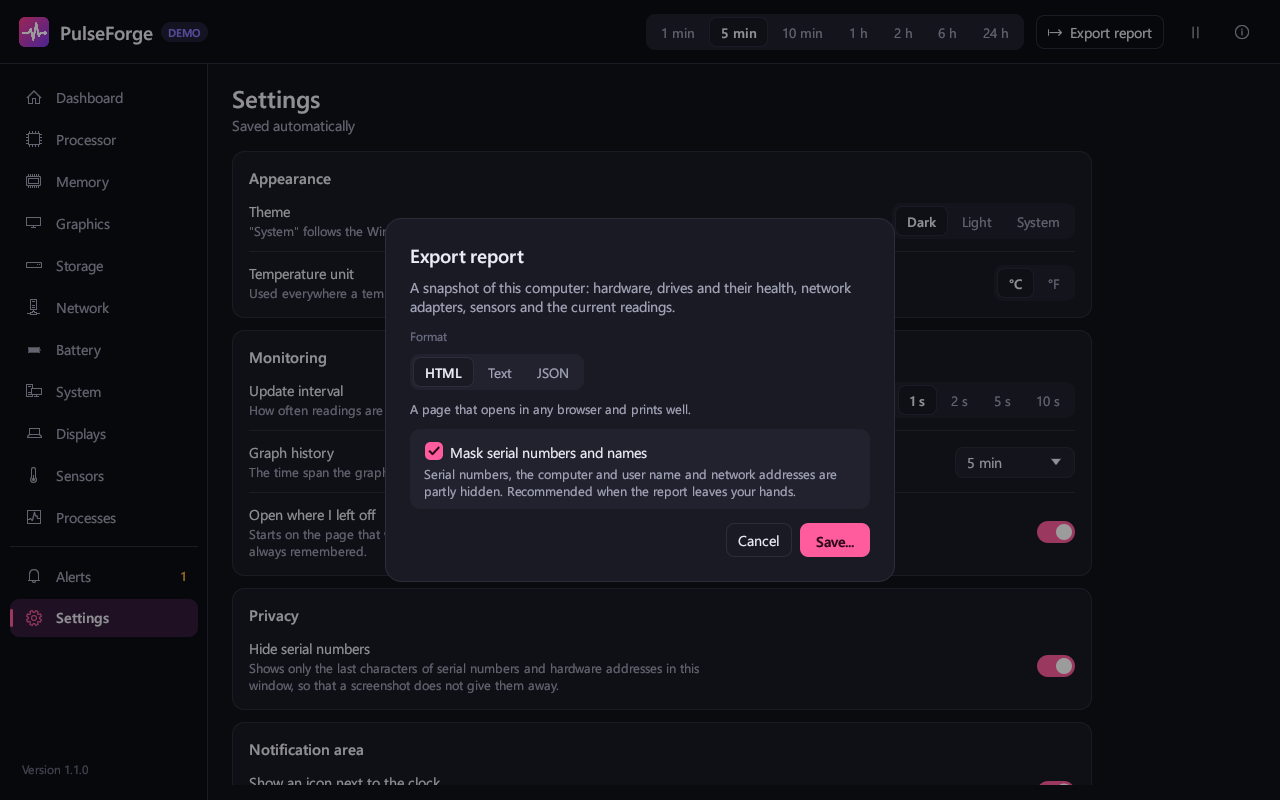 PulseForge DEMO
1 min 5 min 10 min 1 h 2 h 6 h 24 h
Export report
Dashboard
Processor
Memory
Graphics
Storage
Network
Battery
System
Displays
Sensors
Processes
Alerts 1
Settings
Version 1.1.0
Settings
Saved automatically
Appearance
Theme
"System" follows the Wi
Dark Light System
Temperature unit
Used everywhere a tem
°C °F
Monitoring
Update interval
How often readings are
1 s 2 s 5 s 10 s
Graph history
The time span the graph
5 min
Open where I left off
Starts on the page that
always remembered.
Export report
A snapshot of this computer: hardware, drives and their health, network
adapters, sensors and the current readings.
Format
HTML Text JSON
A page that opens in any browser and prints well.
Mask serial numbers and names
Serial numbers, the computer and user name and network addresses are
partly hidden. Recommended when the report leaves your hands.
Cancel Save...
Privacy
Hide serial numbers
Shows only the last characters of serial numbers and hardware addresses in this
window, so that a screenshot does not give them away.
Notification area
Show an icon next to the clock